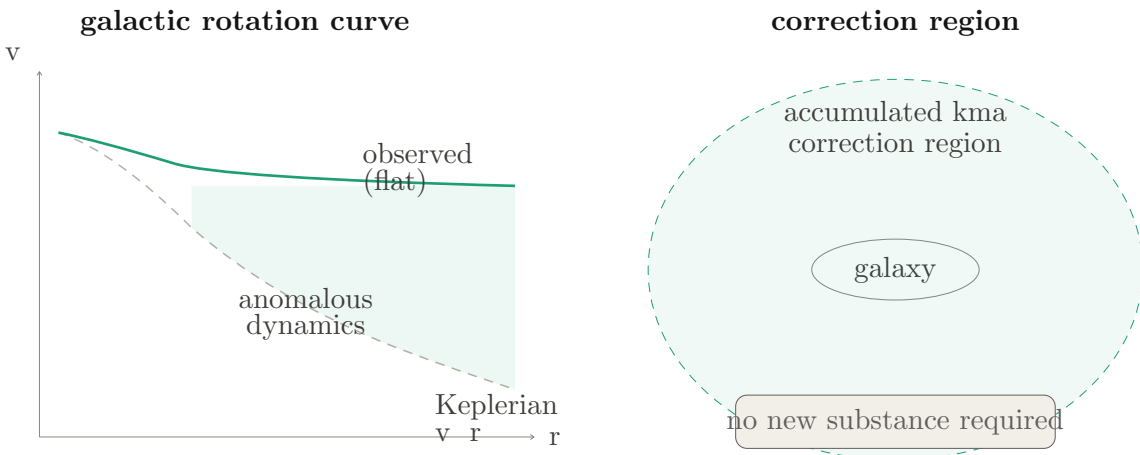 galactic rotation curve
v
observed
(flat)
anomalous
dynamics
Keplerian
v r
r
correction region
accumulated kma
correction region
galaxy
no new substance required